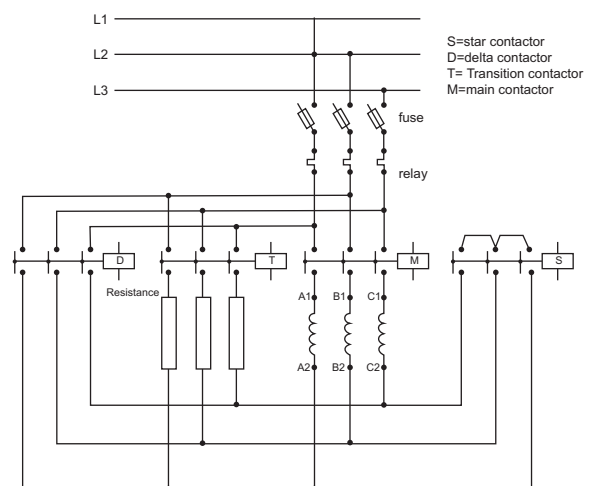 L1
L2
L3
S=star contactor
D=delta contactor
T= Transition contactor
M=main contactor
fuse
relay
D
T
M
S
Resistance
A1
B1
C1
A2
B2
C2